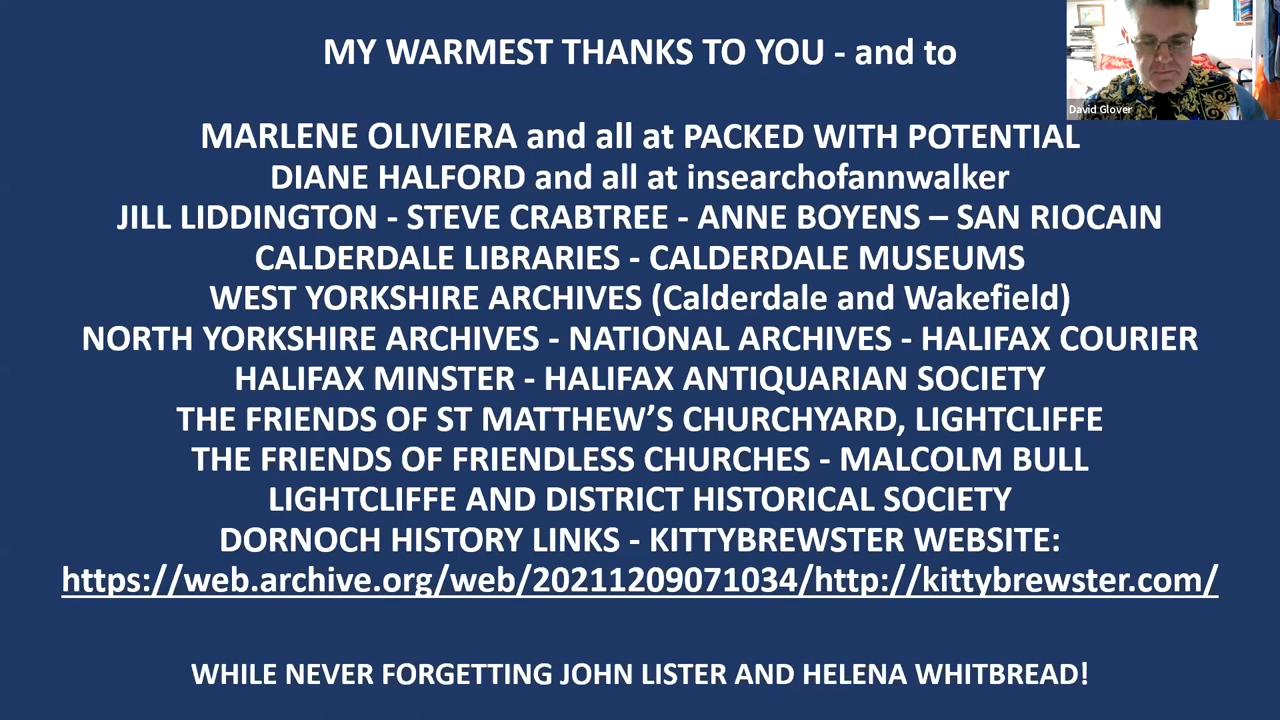 MY WARMEST THANKS TO YOU - and to
David Glover
MARLENE OLIVIERA and all at PACKED WITH POTENTIAL
DIANE HALFORD and all at insearchofannwalker
JILL LIDDINGTON - STEVE CRABTREE - ANNE BOYENS – SAN RIOCAIN
CALDERDALE LIBRARIES - CALDERDALE MUSEUMS
WEST YORKSHIRE ARCHIVES (Calderdale and Wakefield)
NORTH YORKSHIRE ARCHIVES - NATIONAL ARCHIVES - HALIFAX COURIER
HALIFAX MINSTER - HALIFAX ANTIQUARIAN SOCIETY
THE FRIENDS OF ST MATTHEW’S CHURCHYARD, LIGHTCLIFFE
THE FRIENDS OF FRIENDLESS CHURCHES - MALCOLM BULL
LIGHTCLIFFE AND DISTRICT HISTORICAL SOCIETY
DORNOCH HISTORY LINKS - KITTYBREWSTER WEBSITE:
https://web.archive.org/web/20211209071034/http://kittybrewster.com/
WHILE NEVER FORGETTING JOHN LISTER AND HELENA WHITBREAD!